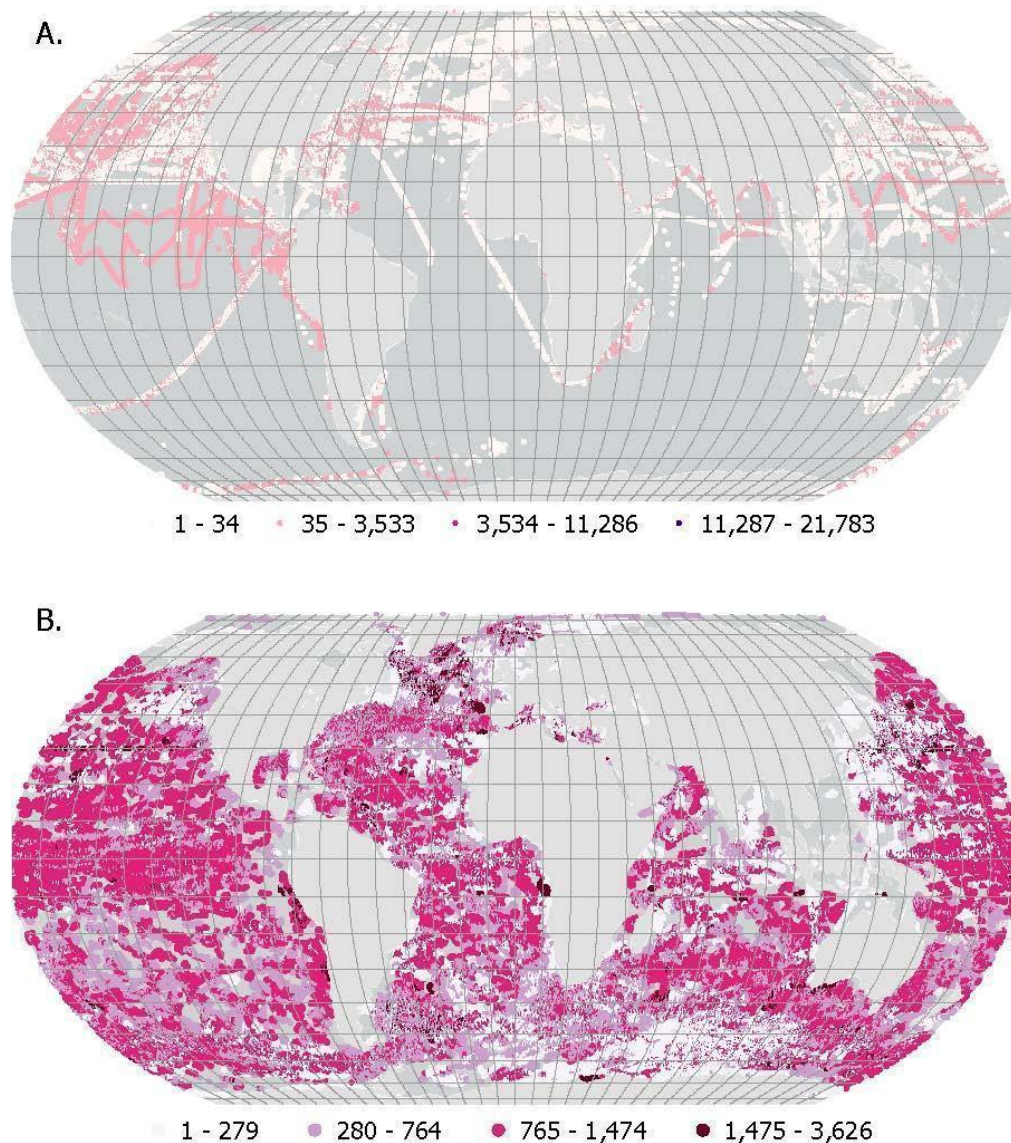 A.
1 - 34 35 - 3,533 3,534 - 11,286 11,287 - 21,783
B.
1 - 279 280 - 764 765 - 1,474 1,475 - 3,626